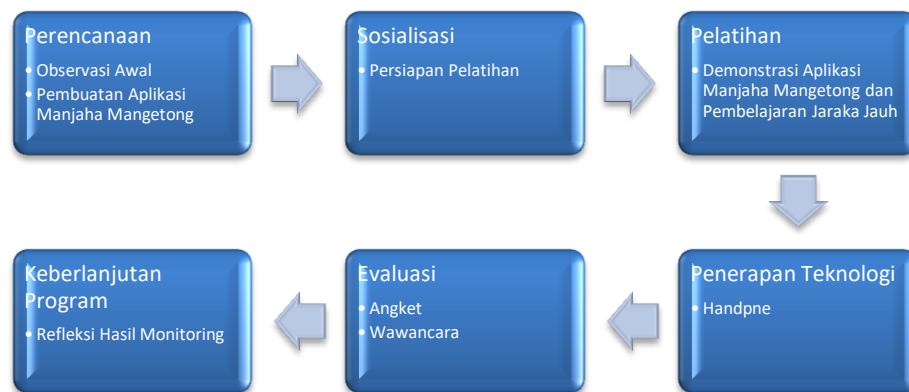 Perencanaan
• Observasi Awal
• Pembuatan Aplikasi
Manjaha Mangetong
Sosialisasi
• Persiapan Pelatihan
Pelatihan
• Demonstrasi Aplikasi
Manjaha Mangetong dan
Pembelajaran Jaraka Jauh
Penerapan Teknologi
• Handpne
Evaluasi
• Angket
• Wawancara
Keberlanjutan
Program
• Refleksi Hasil Monitoring